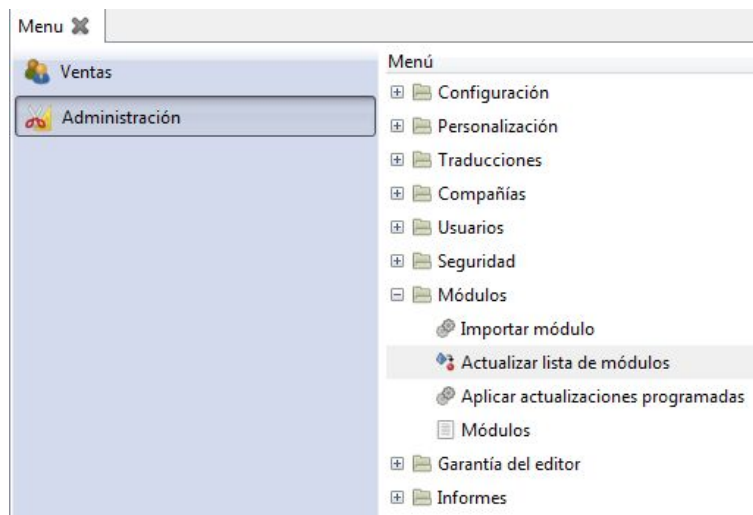 Menu
Ventas
Administración
Menú
Configuración
Personalización
Traducciones
Compañías
Usuarios
Seguridad
Módulos
Importar módulo
Actualizar lista de módulos
Aplicar actualizaciones programadas
Módulos
Garantía del editor
Informes